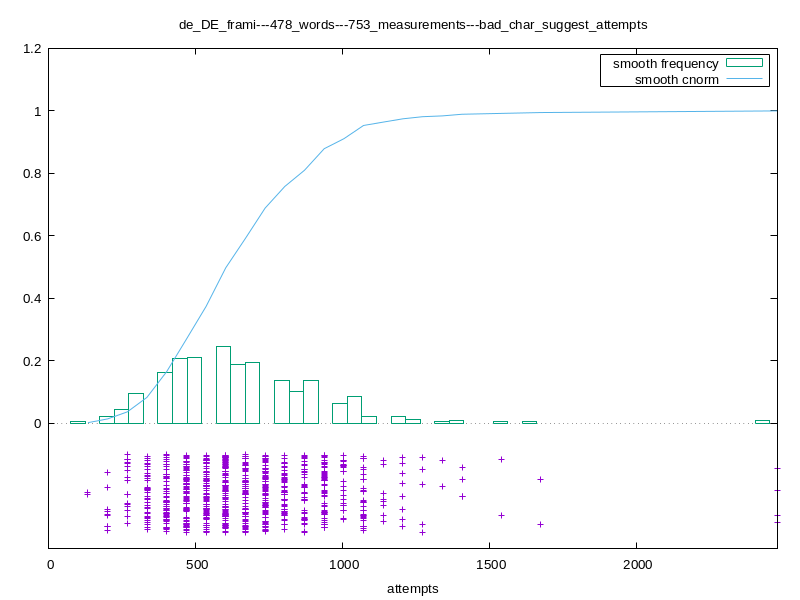 de_DE_frami---478_words---753_measurements---bad_char_suggest_attempts
1.2
smooth frequency
smooth cnorm
1
0.8
0.6
0.4
0.2
0
0 500 1000 1500 2000
attempts